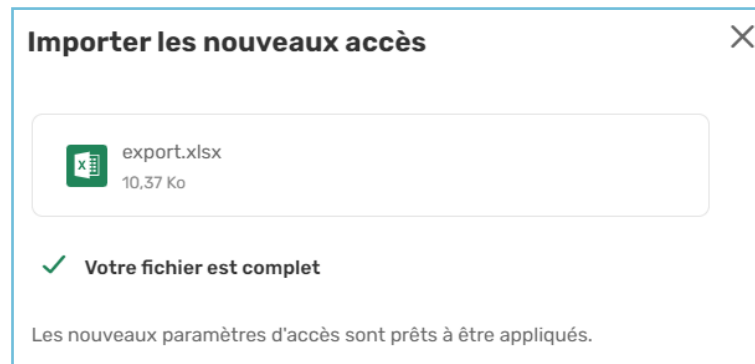 Importer les nouveaux accès
export.xlsx
10,37 Ko
Votre fichier est complet
Les nouveaux paramètres d'accès sont prêts à être appliqués.